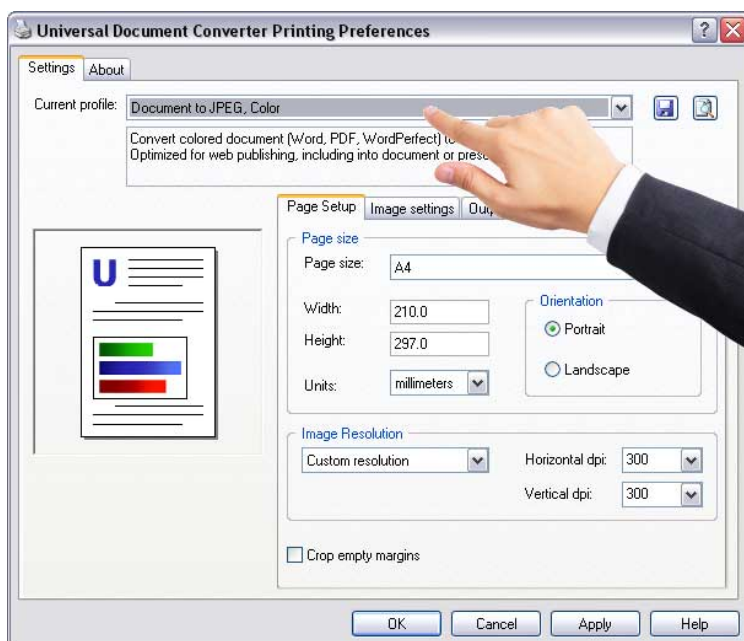 Universal Document Converter Printing Preferences
Settings About
Current profile: Document to JPEG, Color
Convert colored document (Word, PDF, WordPerfect)
Optimized for web publishing, including into document or
Page Setup Image settings
Page size
Page size: A4
Width: 210.0
Height: 297.0
Units: millimeters
Orientation
Portrait
Landscape
Image Resolution
Custom resolution
Horizontal dpi: 300
Vertical dpi: 300
Crop empty margins
OK Cancel Apply Help
U